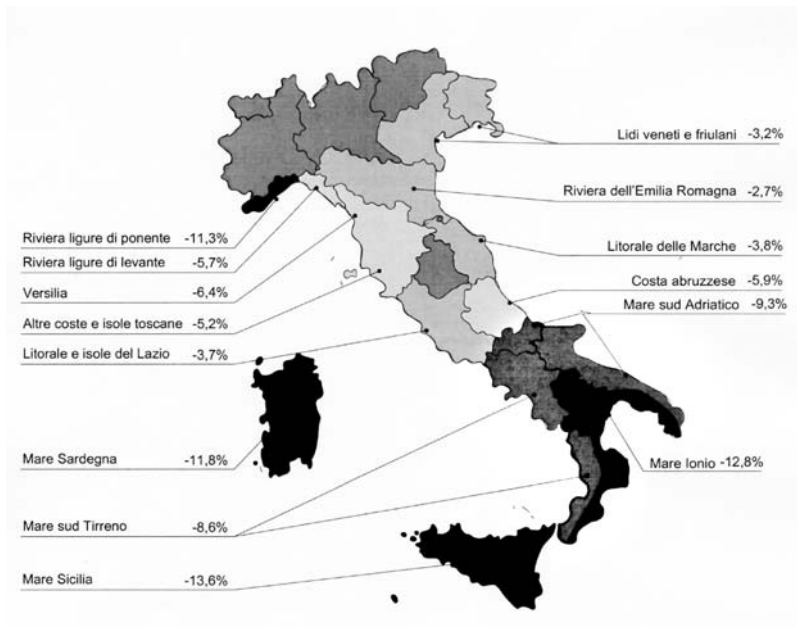 Lidi veneti e friulani -3,2%
Riviera dell'Emilia Romagna -2,7%
Riviera ligure di ponente -11,3%
Litorale delle Marche -3,8%
Riviera ligure di levante -5,7%
Costa abruzzese -5,9%
Versilia -6,4%
Mare sud Adriatico -9,3%
Altre coste e isole toscane -5,2%
Litorale e isole del Lazio -3,7%
Mare Sardegna -11,8%
Mare Ionio -12,8%
Mare sud Tirreno -8,6%
Mare Sicilia -13,6%